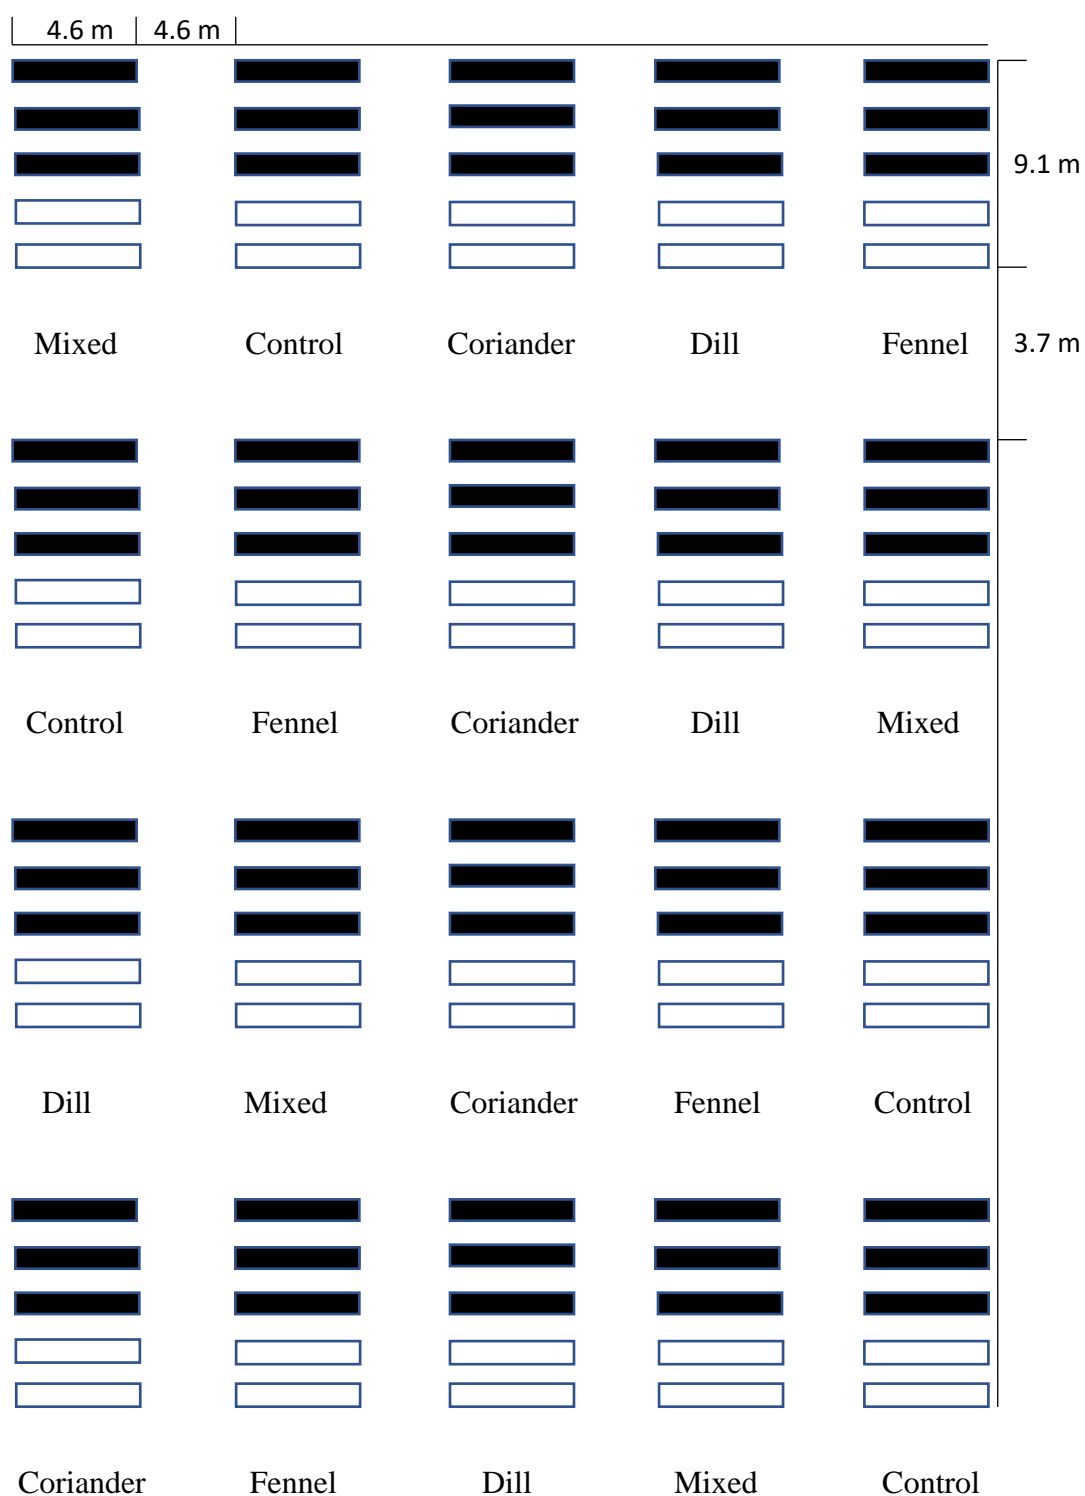 4.6 m 4.6 m
9.1 m
Mixed Control Coriander Dill Fennel 3.7 m
Control Fennel Coriander Dill Mixed
Dill Mixed Coriander Fennel Control
Coriander Fennel Dill Mixed Control